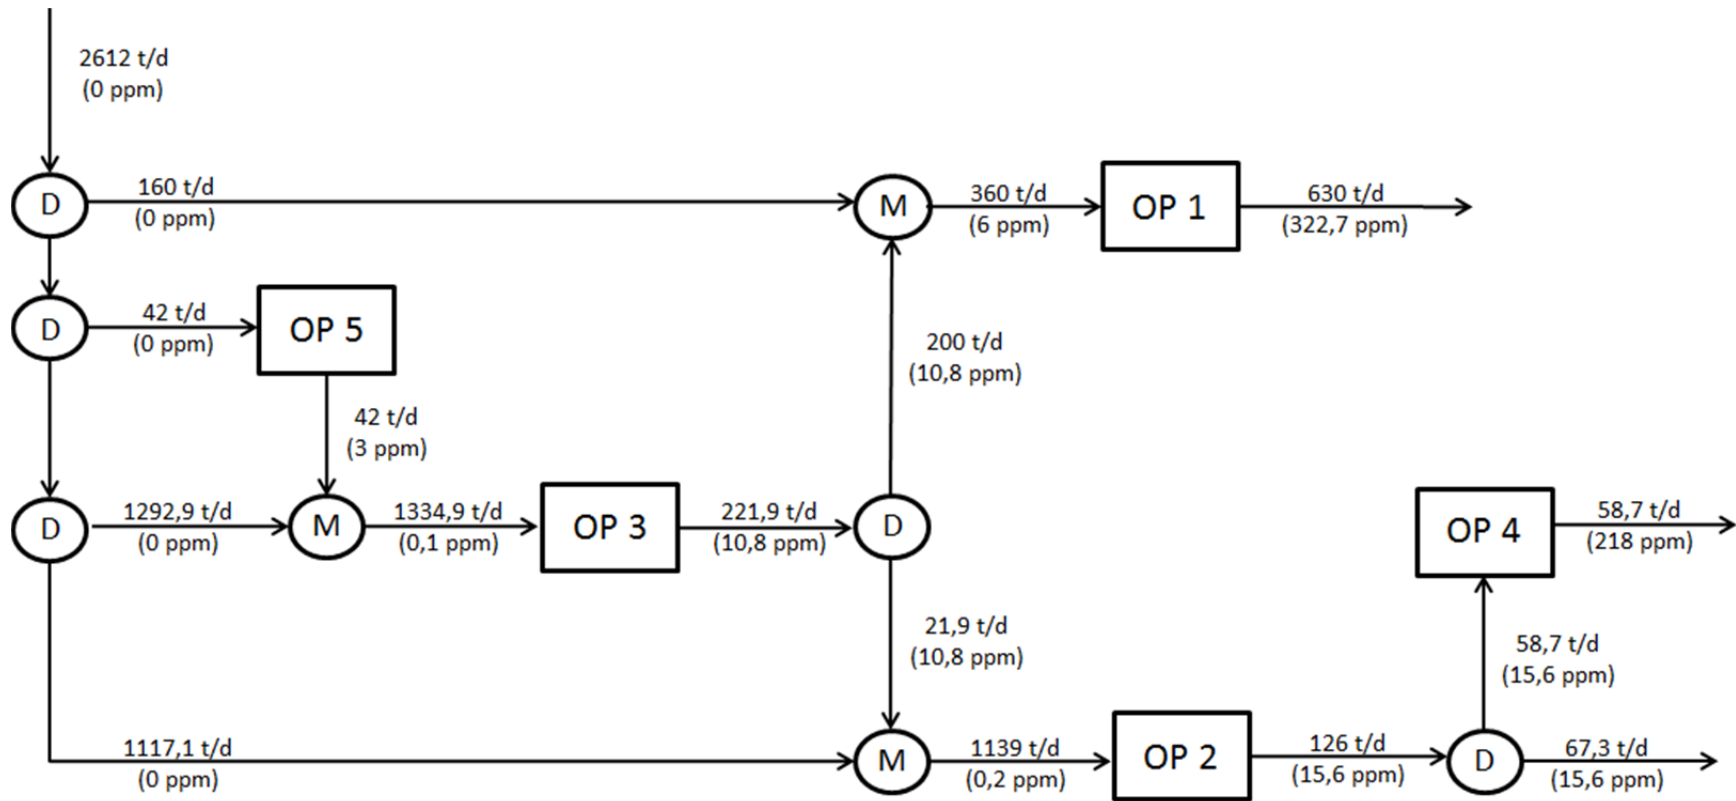 2612 t/d
(0 ppm)
D
160 t/d
(0 ppm)
M
360 t/d
(6 ppm)
OP 1
630 t/d
(322,7 ppm)
D
42 t/d
(0 ppm)
OP 5
200 t/d
(10,8 ppm)
42 t/d
(3 ppm)
D
1292,9 t/d
(0 ppm)
M
1334,9 t/d
(0,1 ppm)
OP 3
221,9 t/d
(10,8 ppm)
D
OP 4
58,7 t/d
(218 ppm)
21,9 t/d
(10,8 ppm)
58,7 t/d
(15,6 ppm)
1117,1 t/d
(0 ppm)
M
1139 t/d
(0,2 ppm)
OP 2
126 t/d
(15,6 ppm)
D
67,3 t/d
(15,6 ppm)